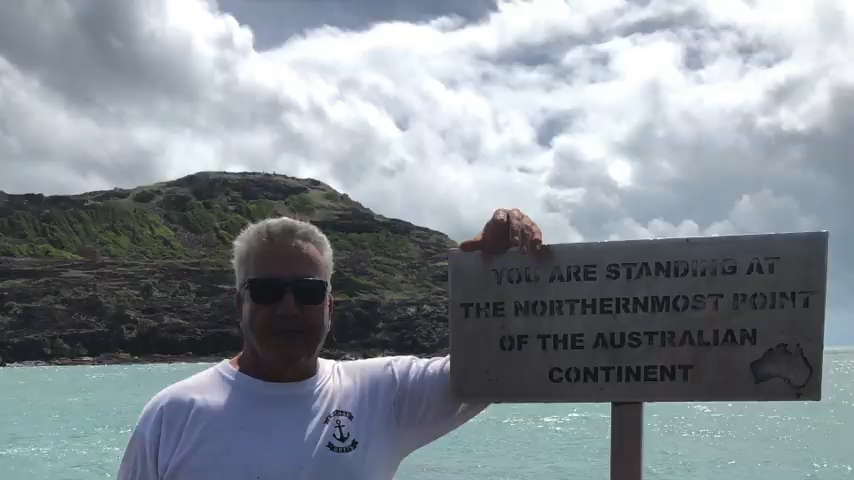 YOU ARE STANDING AT
THE NORTHERNMOST POINT
OF THE AUSTRALIAN
CONTINENT